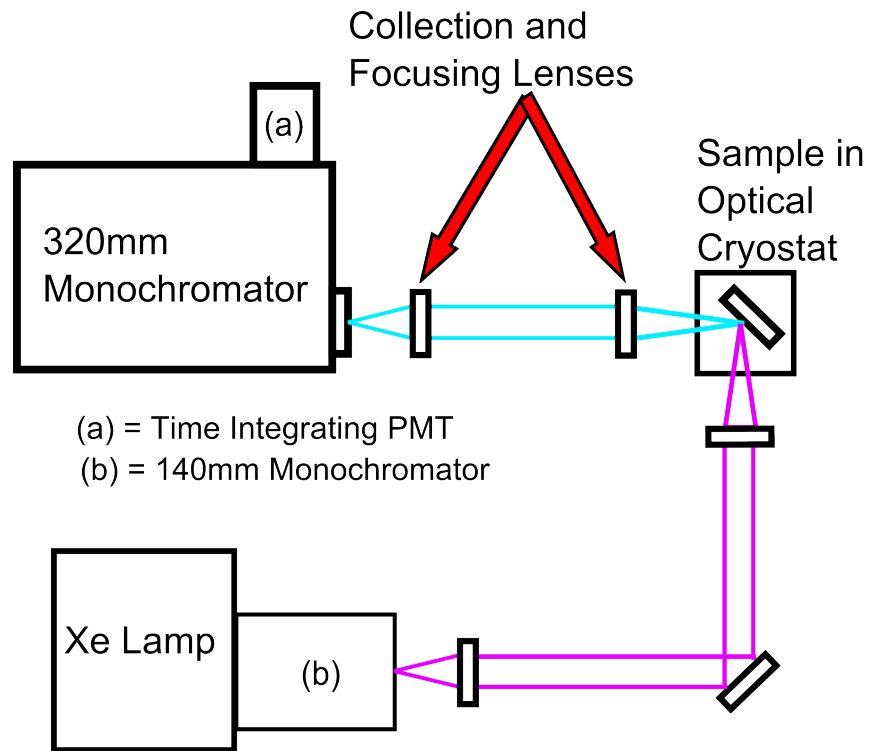 Collection and
Focusing Lenses
(a)
Sample in
Optical
Cryostat
320mm
Monochromator
(a) = Time Integrating PMT
(b) = 140mm Monochromator
Xe Lamp
(b)